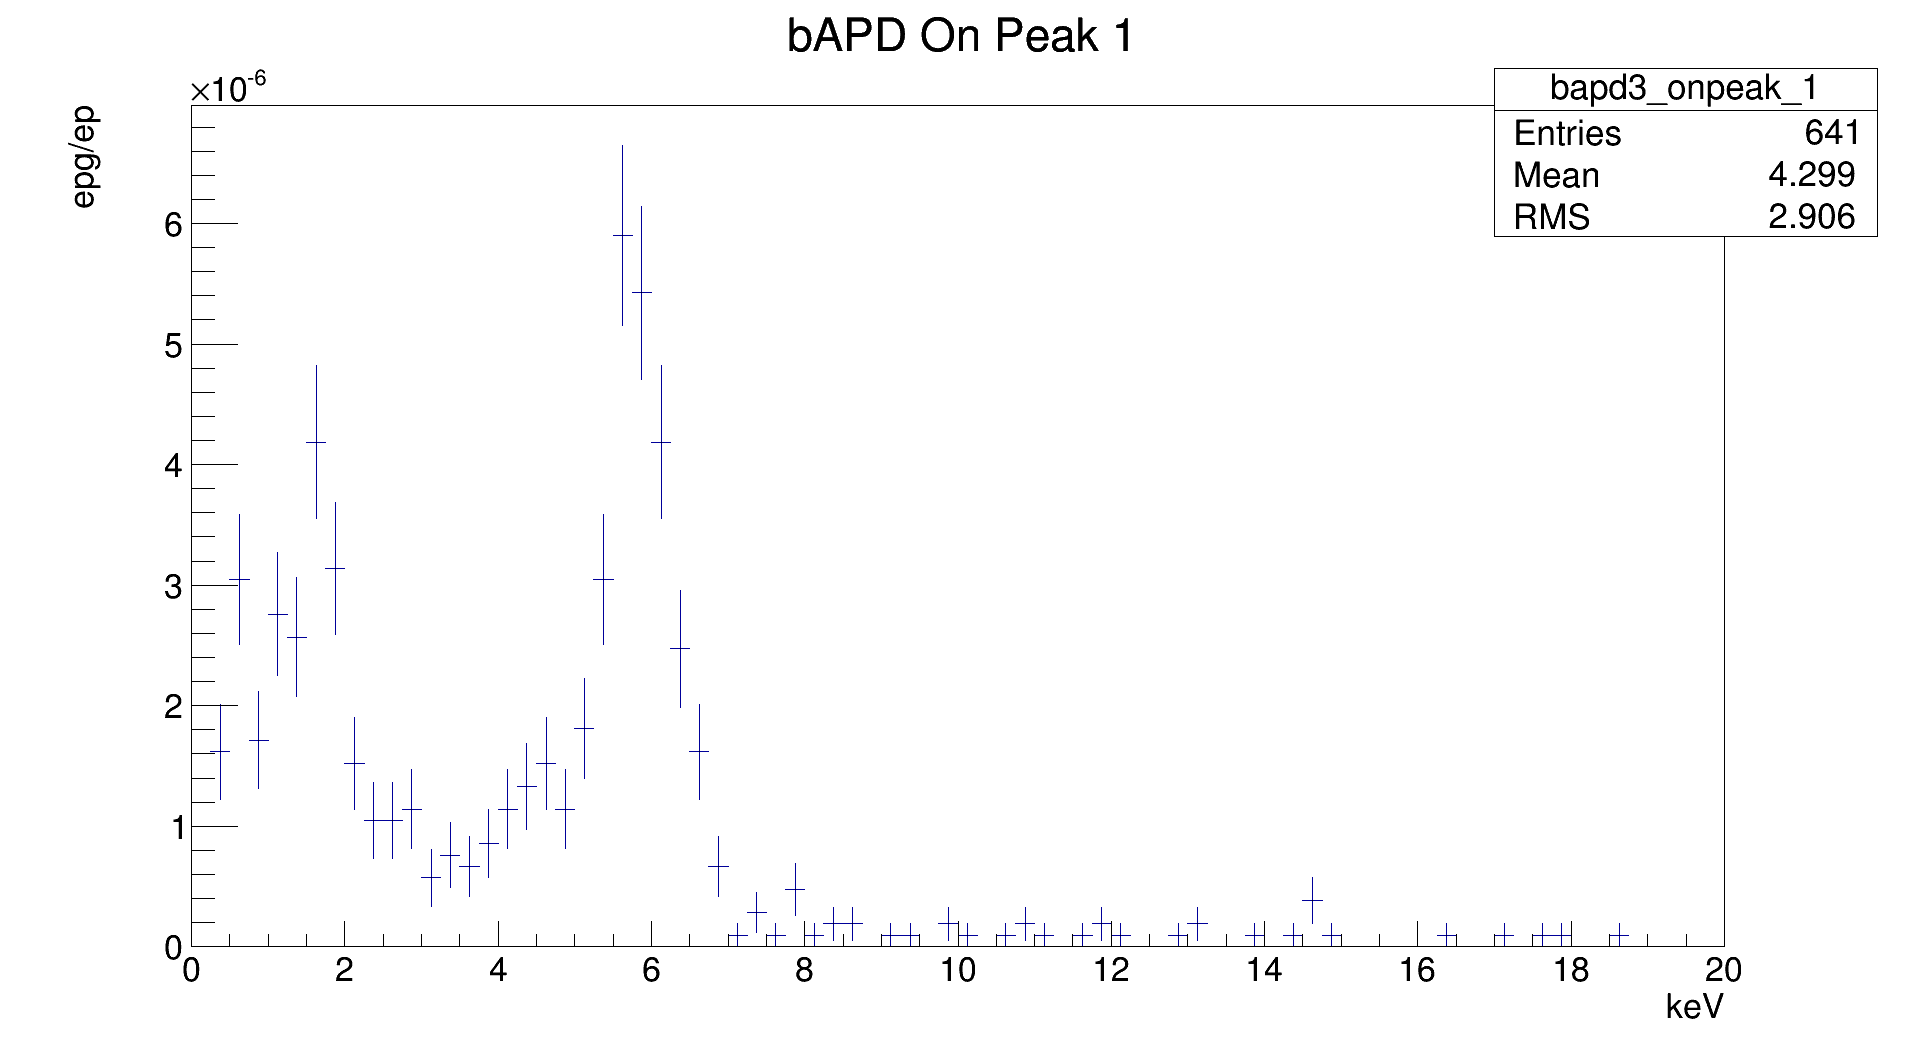 bAPD On Peak 1
×10-6
epg/ep
bapd3_onpeak_1
Entries 641
Mean 4.299
RMS 2.906
6
5
4
3
2
1
0
0 2 4 6 8 10 12 14 16 18 20
keV